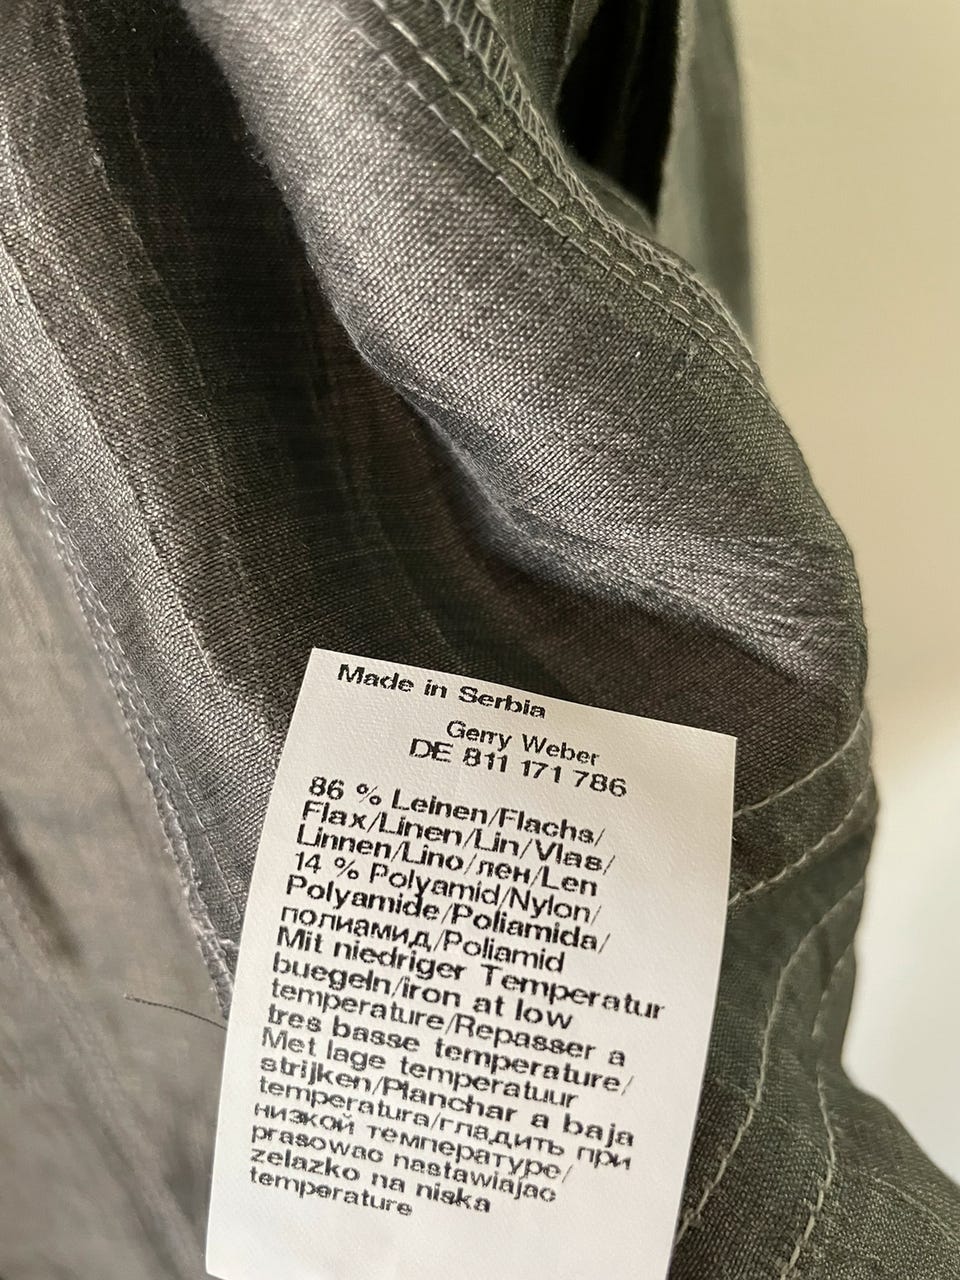 Made in Serbia
Gerry Weber
DE 811 171 786
86 % Leinen/Flachs/
Flax/Linen/Lin/Vlas/
Linnen/Lino/лен/Len
14 % Polyamid/Nylon/
Polyamide/Poliamida/
полиамид/Poliamid
Mit niedriger Temperatur
buegeln/iron at low
temperature/Repasser a
tres basse temperature/
Met lage temperatuur
strijken/Planchar a baja
temperatura/гладить при
низкой температуре/
prasowac nastawiajac
zelazko na niska
temperature